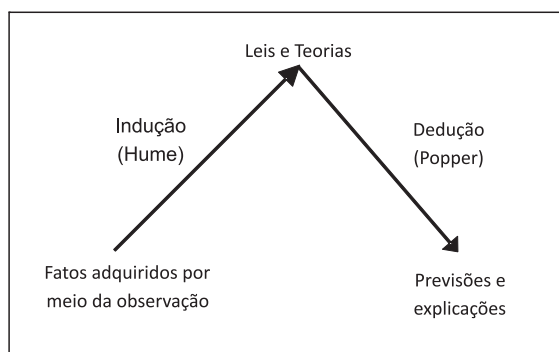 Leis e Teorias
Indução
(Hume)
Dedução
(Popper)
Fatos adquiridos por
meio da observação
Previsões e
explicações